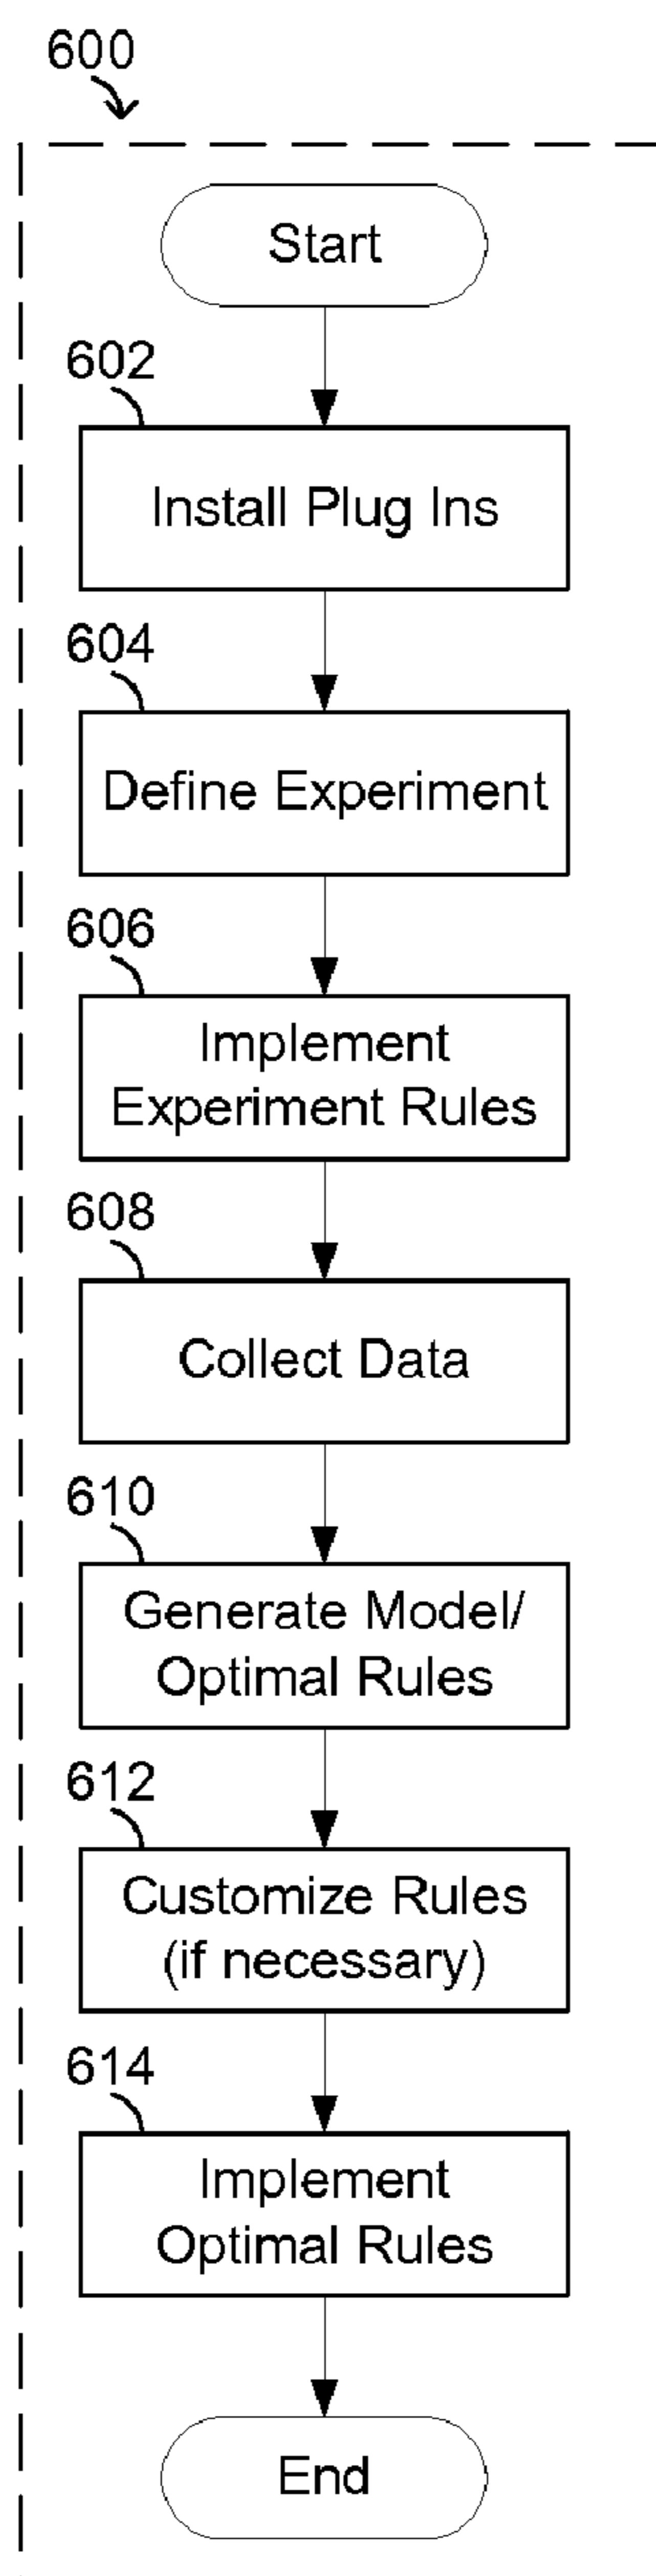 600
Start
602
Install Plug Ins
604
Define Experiment
606
Implement
Experiment Rules
608
Collect Data
610
Generate Model/
Optimal Rules
612
Customize Rules
(if necessary)
614
Implement
Optimal Rules
End